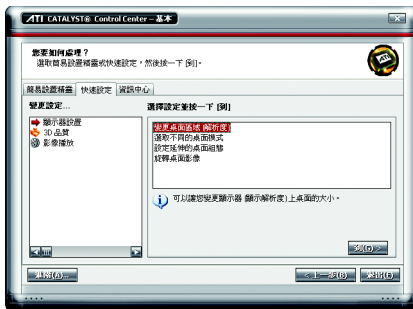 ATI CATALYST® Control Center – 基本
您要如何處理？
選取簡易設置精靈或快速設定，然後按一下 [到]。
ATI
簡易設置精靈 快速設定 資訊中心
變更設定...
選擇設定並按一下 [到]
顯示器設置
3D 品質
影像播放
變更桌面區域 (解析度)
選取不同的桌面模式
設定延伸的桌面組態
旋轉桌面影像
可以讓您變更顯示器 (顯示解析度) 上桌面的大小。
到(G) >
進階(A)...
< 上一步(B)
關閉(E)